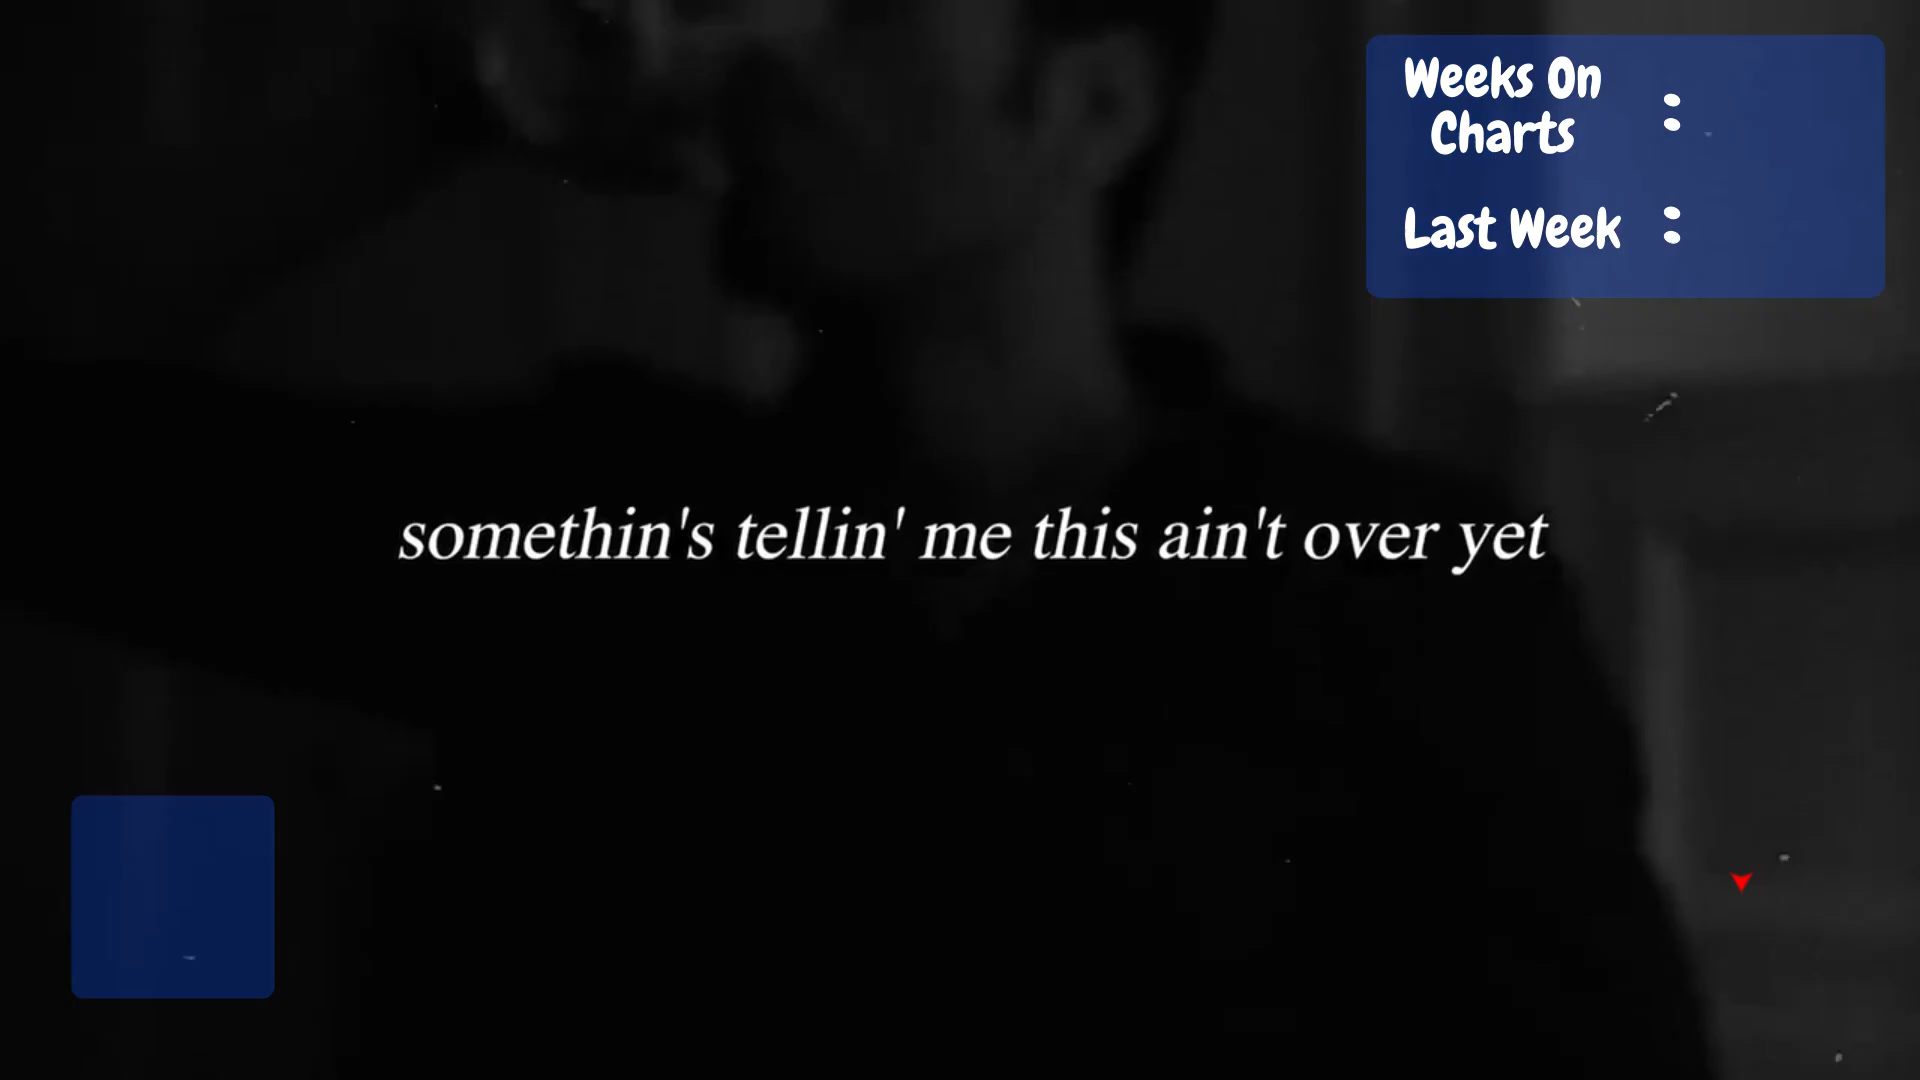 Weeks On
Charts :
Last Week :
somethin's tellin' me this ain't over yet